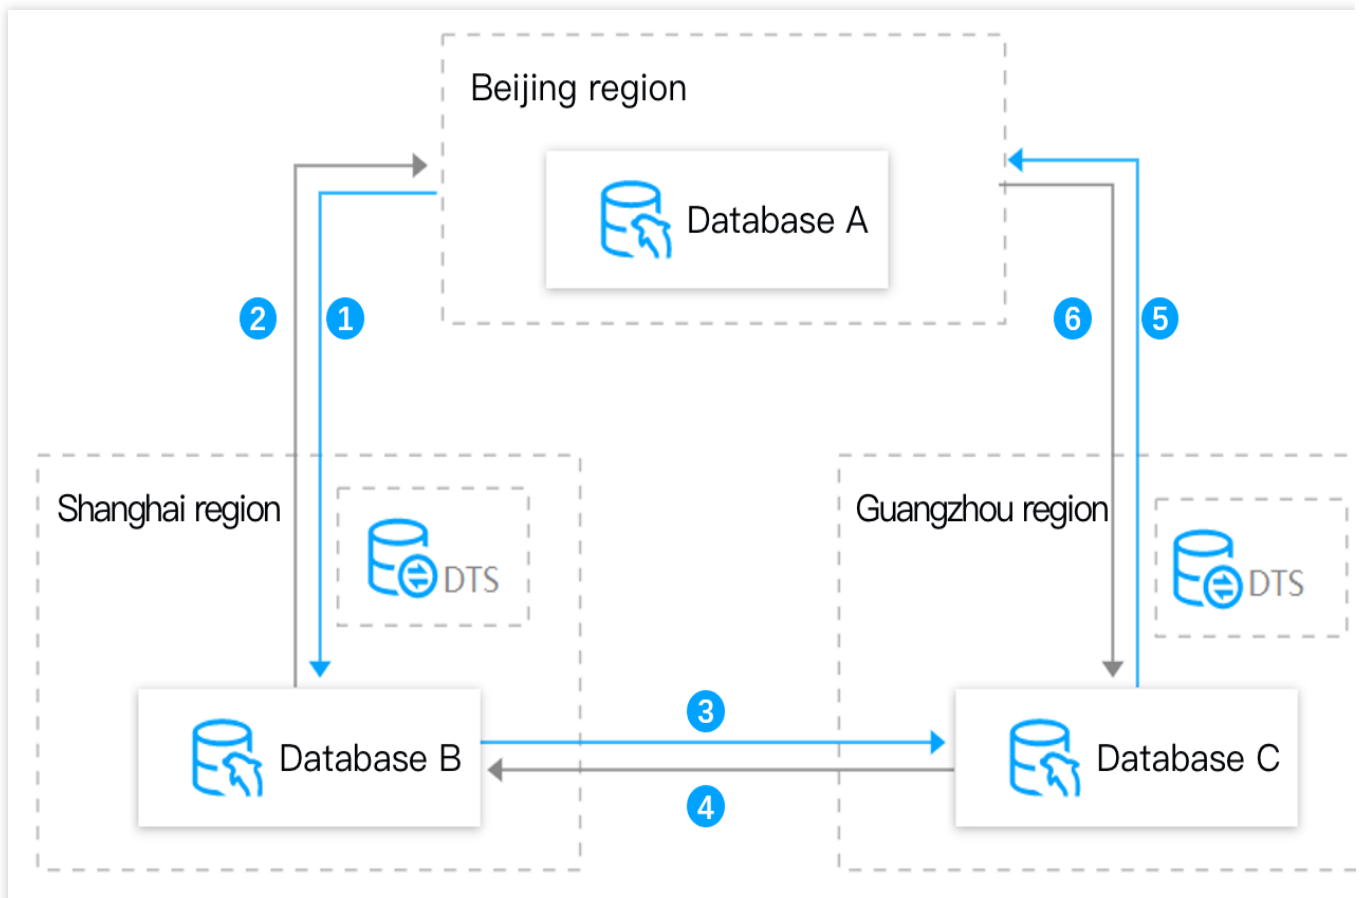 Beijing region
Database A
2
1
6
5
Shanghai region
DTS
Guangzhou region
DTS
3
Database B
Database C
4